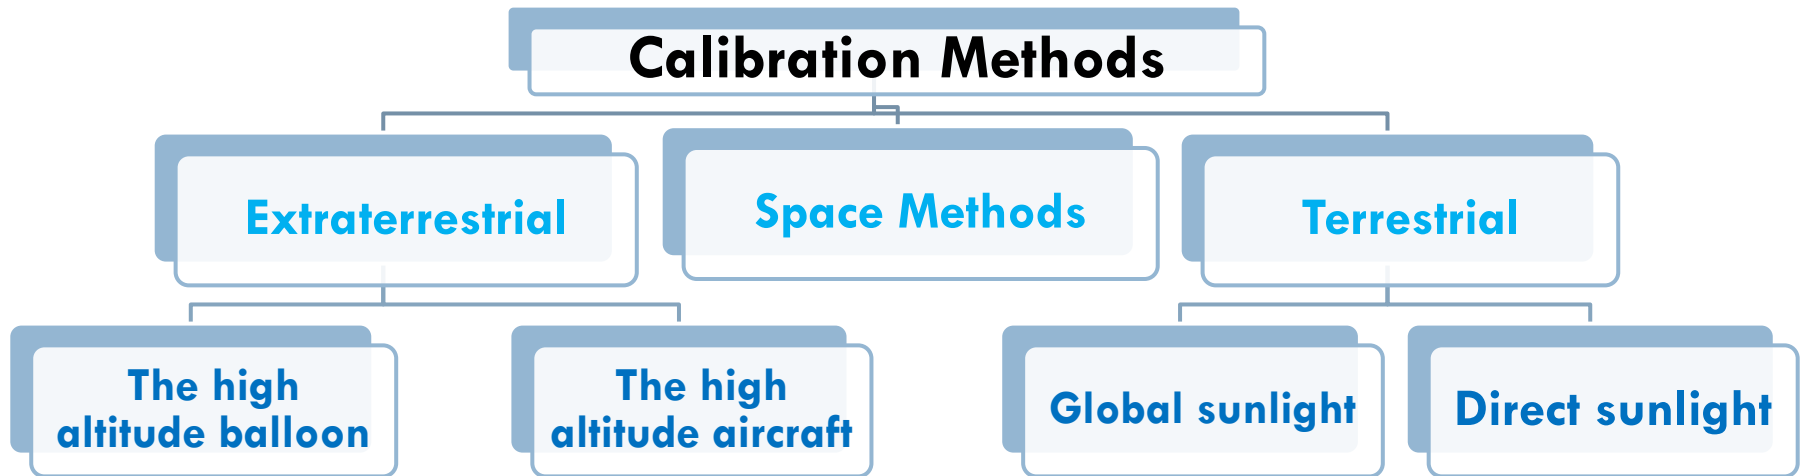 Calibration Methods
Extraterrestrial
Space Methods
Terrestrial
The high
altitude balloon
The high
altitude aircraft
Global sunlight
Direct sunlight